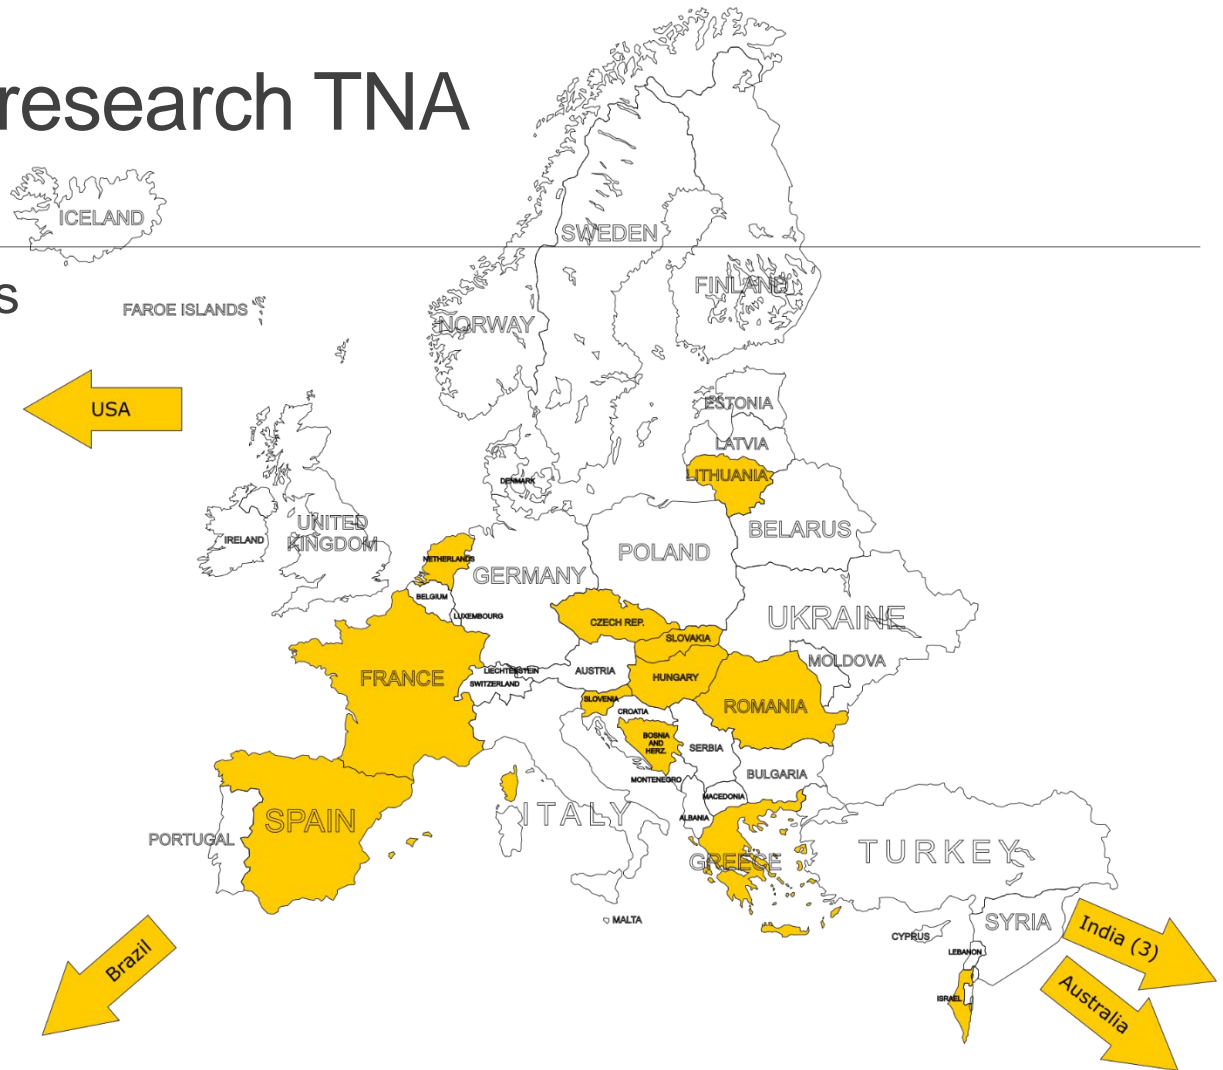 research TNA
ICELAND
SWEDEN
FINLAND
s
FAROE ISLANDS
NORWAY
USA
ESTONIA
LATVIA
LITHUANIA
DENMARK
UNITED
KINGDOM
IRELAND
BELARUS
POLAND
NETHERLANDS
GERMANY
BELGIUM
LUXEMBOURG
UKRAINE
CZECH REP.
SLOVAKIA
MOLDOVA
FRANCE
LIECHTENSTEIN
SWITZERLAND
AUSTRIA
HUNGARY
SLOVENIA
CROATIA
ROMANIA
BOSNIA
AND
HERZ.
SERBIA
MONTENEGRO
BULGARIA
MACEDONIA
ALBANIA
ITALY
SPAIN
PORTUGAL
GREECE
TURKEY
MALTA
CYPRUS
SYRIA
LEBANON
ISRAEL
Brazil
India (3)
Australia